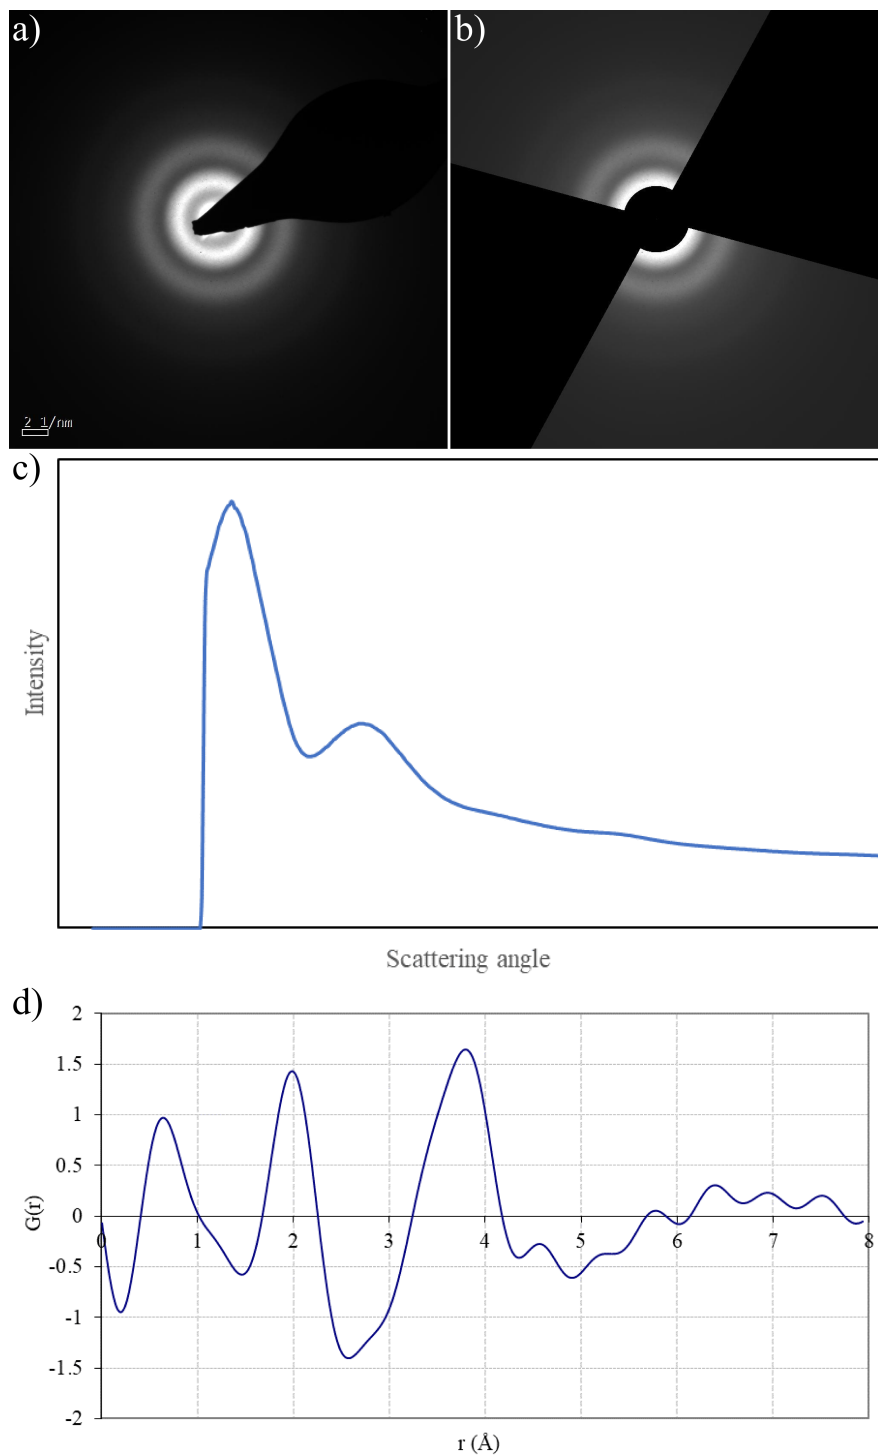 a)
b)
2 1/nm
c)
Intensity
Scattering angle
d)
2
1.5
1
0.5
0
-0.5
-1
-1.5
-2
G(r)
0 1 2 3 4 5 6 7 8
r (Å)